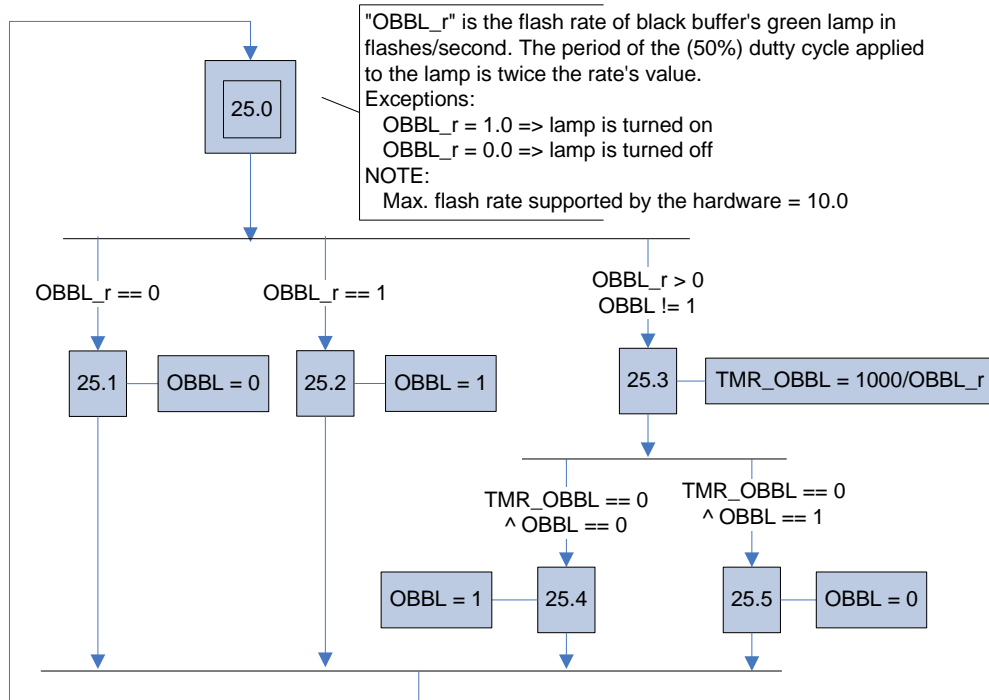 "OBBL_r" is the flash rate of black buffer's green lamp in
flashes/second. The period of the (50%) dutty cycle applied
to the lamp is twice the rate's value.
Exceptions:
OBBL_r = 1.0 => lamp is turned on
OBBL_r = 0.0 => lamp is turned off
NOTE:
Max. flash rate supported by the hardware = 10.0
25.0
OBBL_r == 0
OBBL_r == 1
OBBL_r > 0
OBBL != 1
25.1
OBBL = 0
25.2
OBBL = 1
25.3
TMR_OBBL = 1000/OBBL_r
TMR_OBBL == 0
^ OBBL == 0
TMR_OBBL == 0
^ OBBL == 1
OBBL = 1
25.4
25.5
OBBL = 0